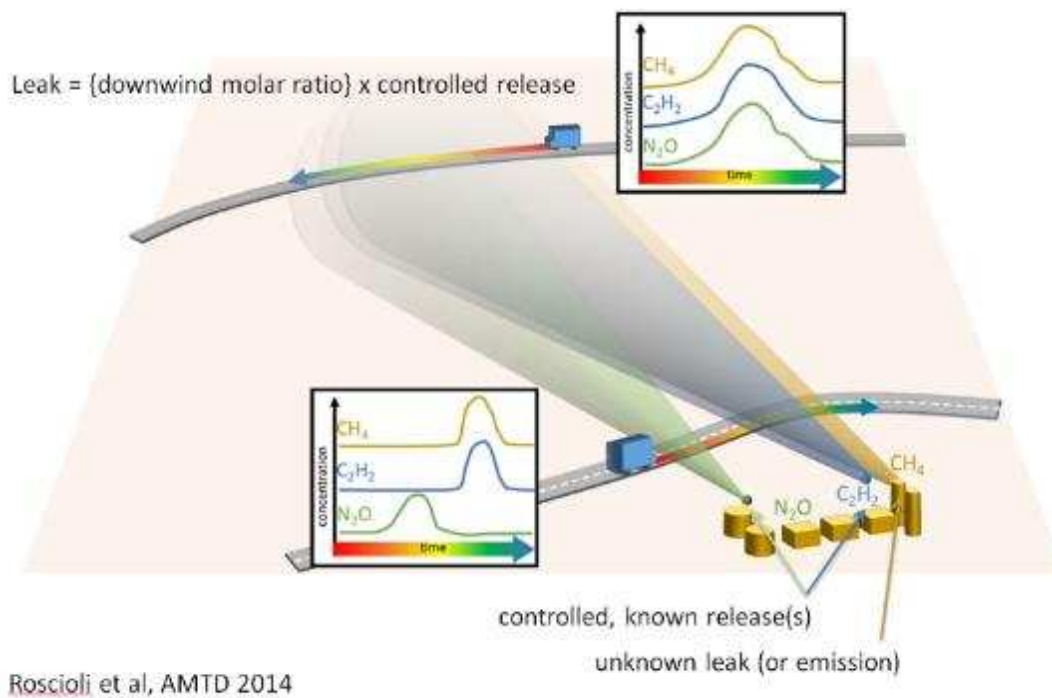 Leak = {downwind molar ratio} x controlled release
concentration
CH₄
C₂H₂
N₂O
time
concentration
CH₄
C₂H₂
N₂O
time
CH₄
C₂H₂
N₂O
controlled, known release(s)
unknown leak (or emission)
Roscioli et al, AMTD 2014